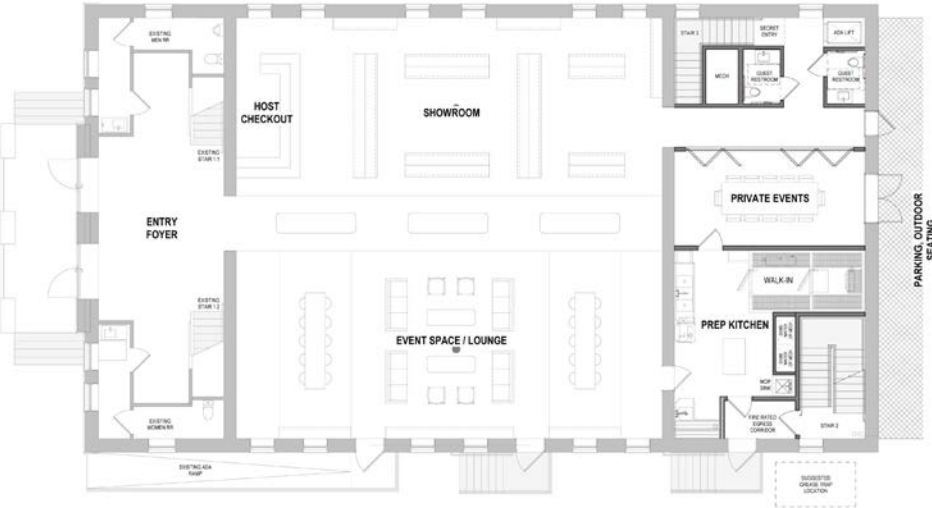 EXISTING
MEN RR
HOST
CHECKOUT
SHOWROOM
STAIR 3
SECRET
ENTRY
ADA LIFT
MECH
GUEST
RESTROOM
GUEST
RESTROOM
EXISTING
STAIR 1.1
ENTRY
FOYER
PRIVATE EVENTS
PARKING, OUTDOOR
SEATING
EXISTING
STAIR 1.2
EVENT SPACE / LOUNGE
WALK-IN
PREP KITCHEN
MOP
SINK
EXISTING
WOMEN RR
FIRE RATED
EGRESS
CORRIDOR
STAIR 2
EXISTING ADA
RAMP
SUGGESTED
GREASE TRAP
LOCATION